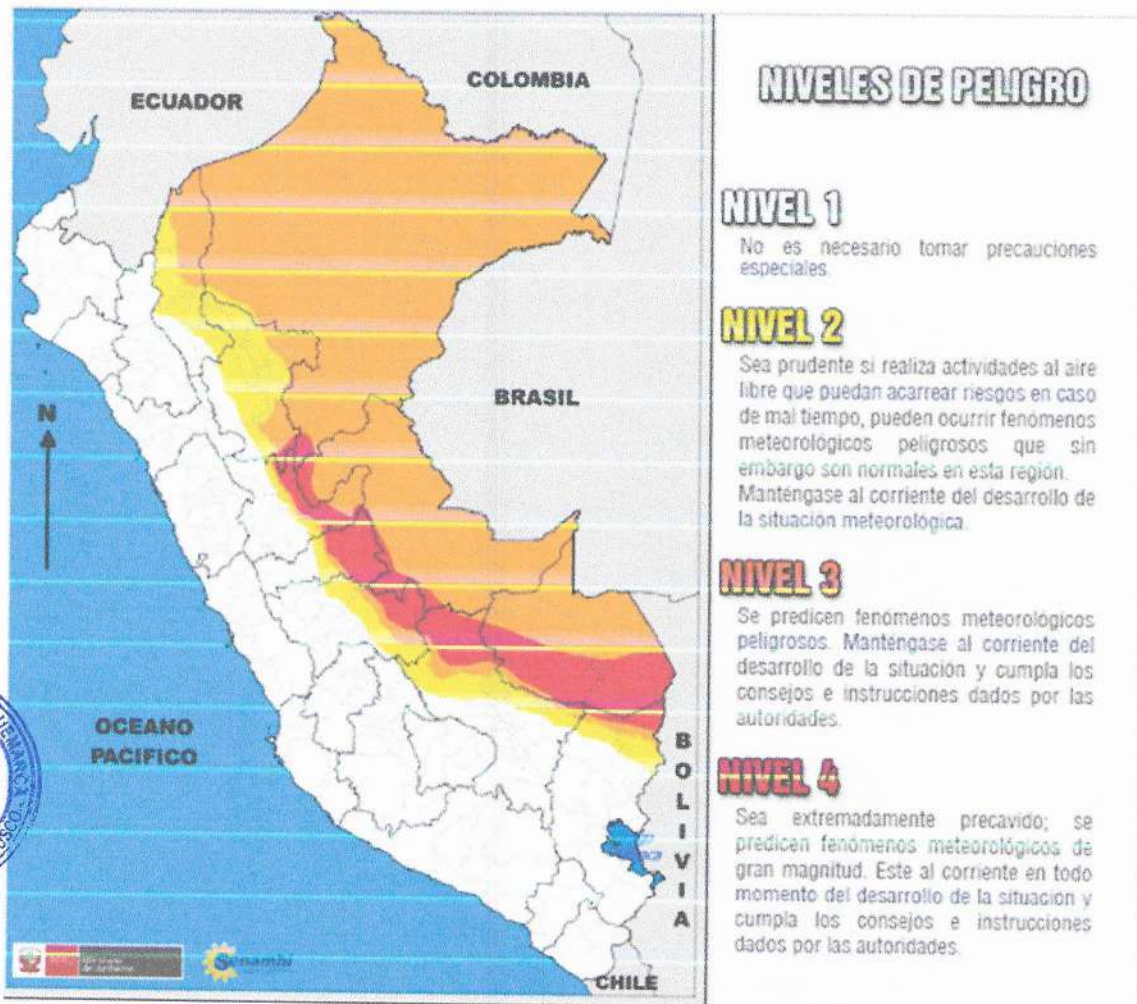 ECUADOR
COLOMBIA
BRASIL
N
OCEANO
PACIFICO
BOLIVIA
CHILE
Senamhi
NIVELES DE PELIGRO
NIVEL 1
No es necesario tomar precauciones
especiales.
NIVEL 2
Sea prudente si realiza actividades al aire
libre que puedan acarrear riesgos en caso
de mal tiempo, pueden ocurrir fenómenos
meteorológicos peligrosos que sin
embargo son normales en esta región.
Manténgase al corriente del desarrollo de
la situación meteorológica.
NIVEL 3
Se predicen fenómenos meteorológicos
peligrosos. Manténgase al corriente del
desarrollo de la situación y cumpla los
consejos e instrucciones dados por las
autoridades.
NIVEL 4
Sea extremadamente precavido; se
predicen fenómenos meteorológicos de
gran magnitud. Este al corriente en todo
momento del desarrollo de la situación y
cumpla los consejos e instrucciones
dados por las autoridades.